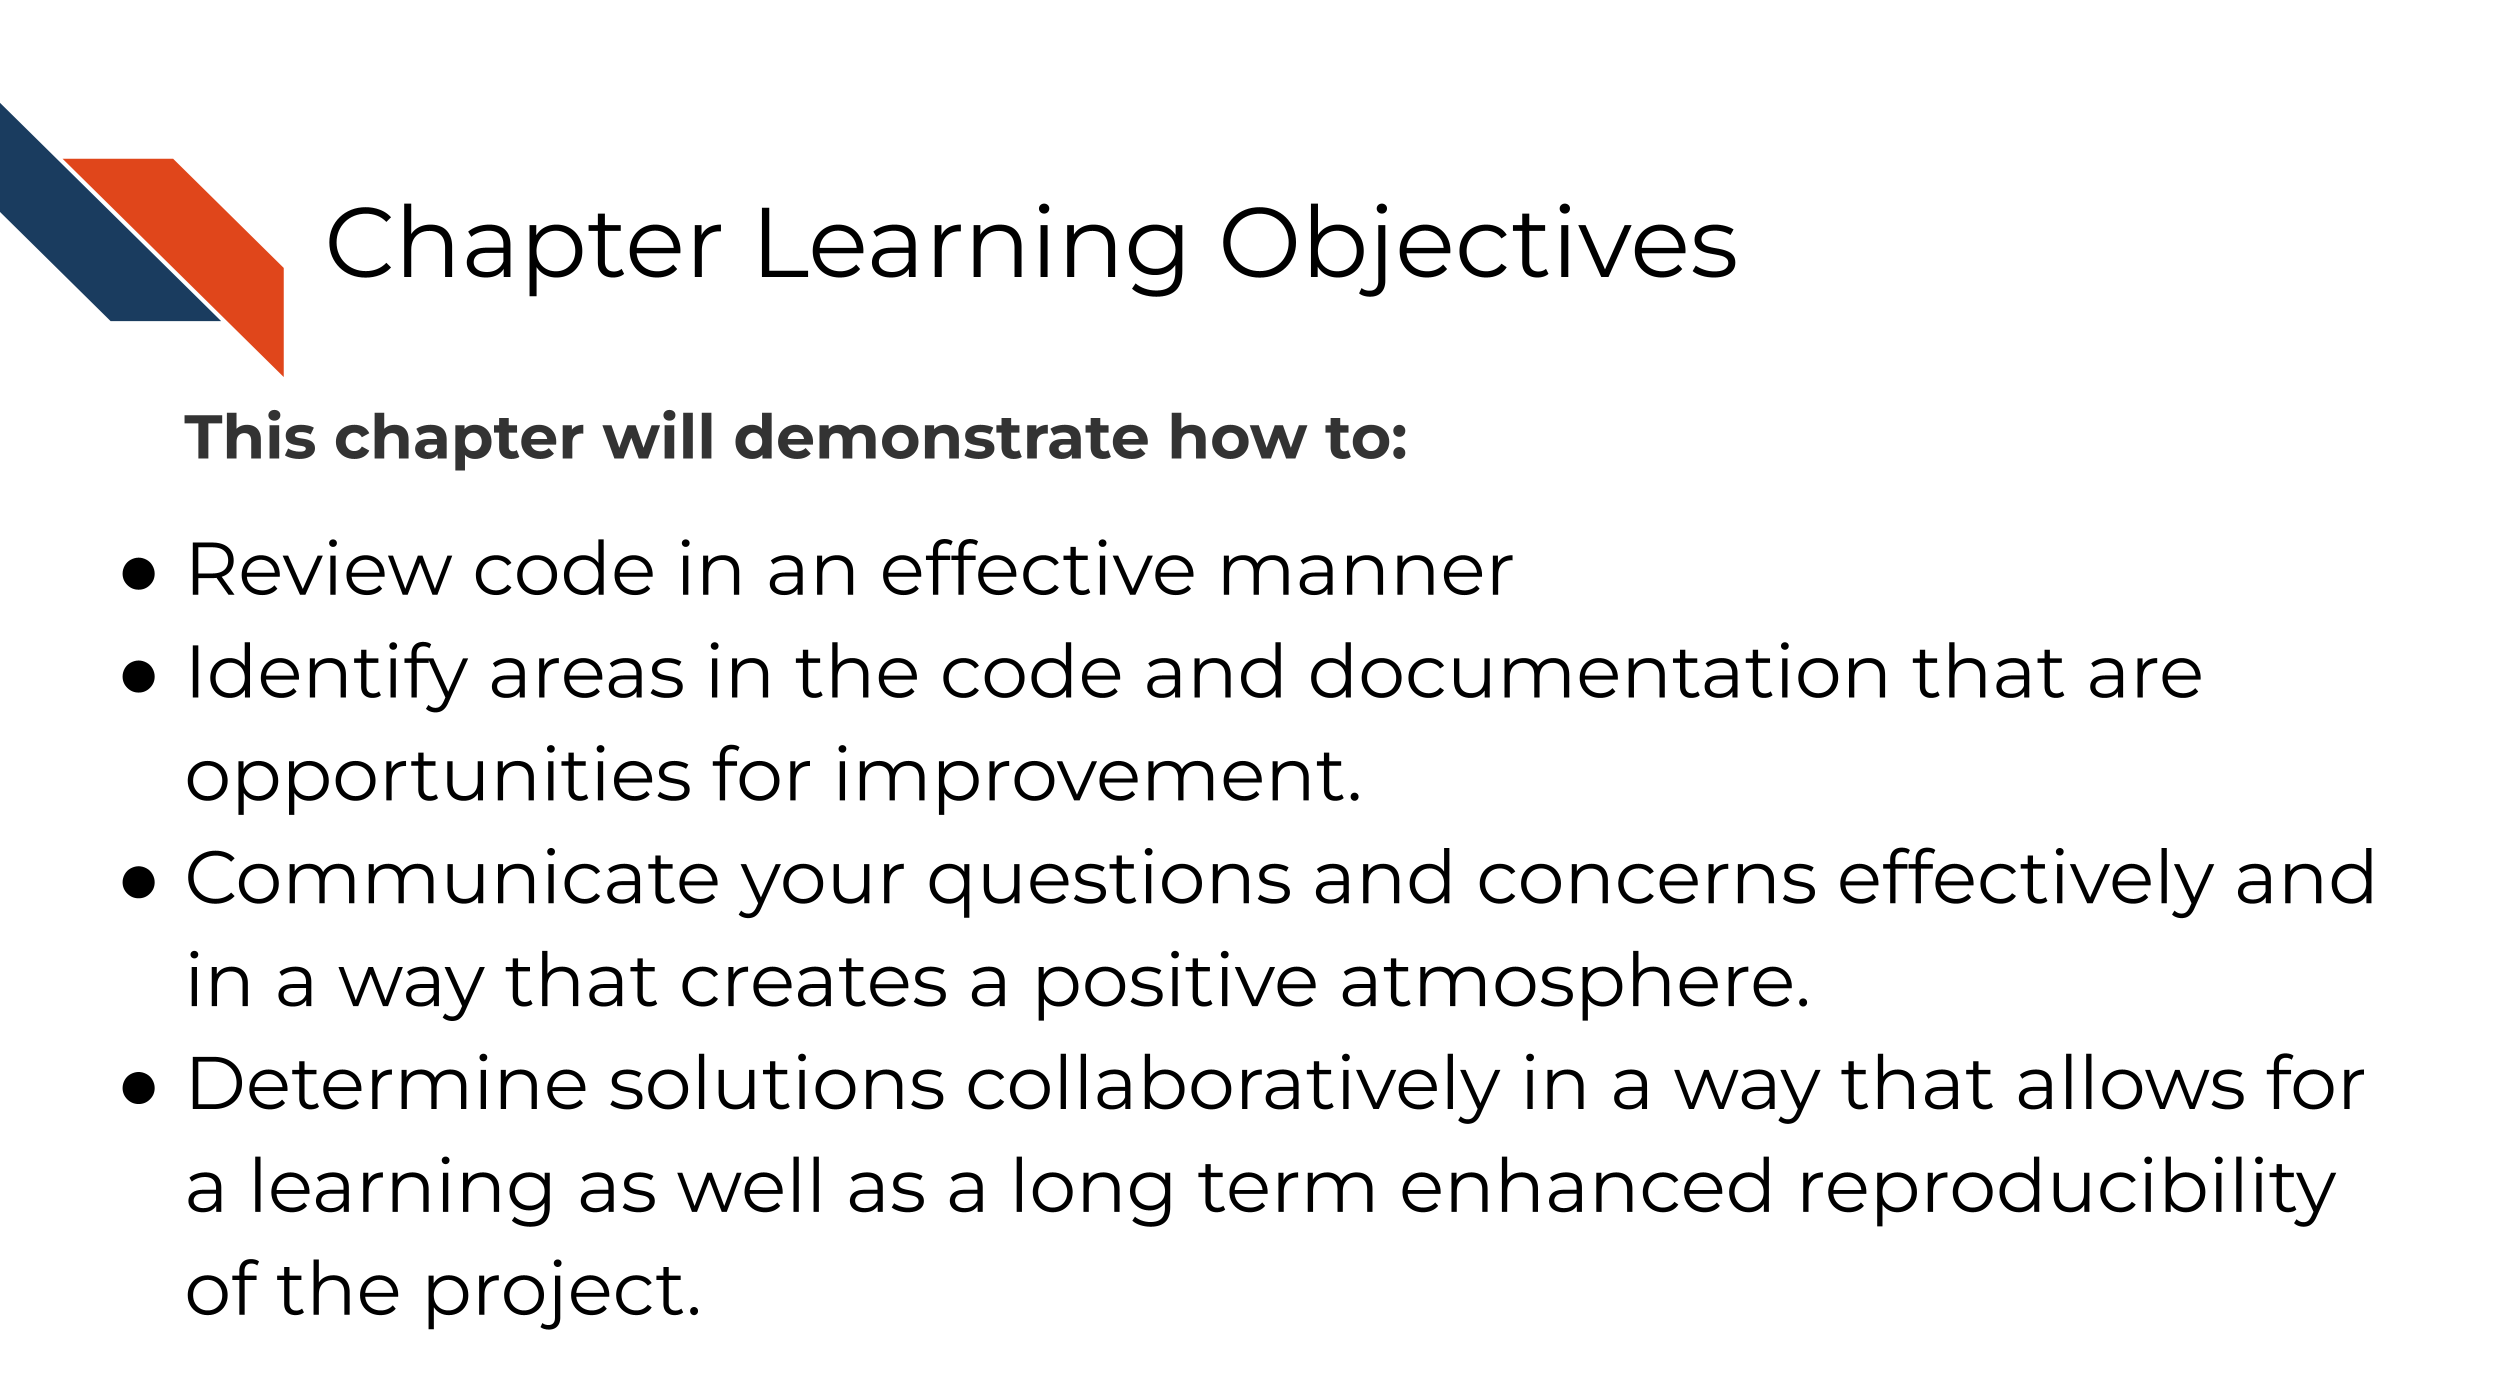 Chapter Learning Objectives
This chapter will demonstrate how to:
● Review code in an effective manner
● Identify areas in the code and documentation that are
opportunities for improvement.
● Communicate your questions and concerns effectively and
in a way that creates a positive atmosphere.
● Determine solutions collaboratively in a way that allows for
a learning as well as a long term enhanced reproducibility
of the project.